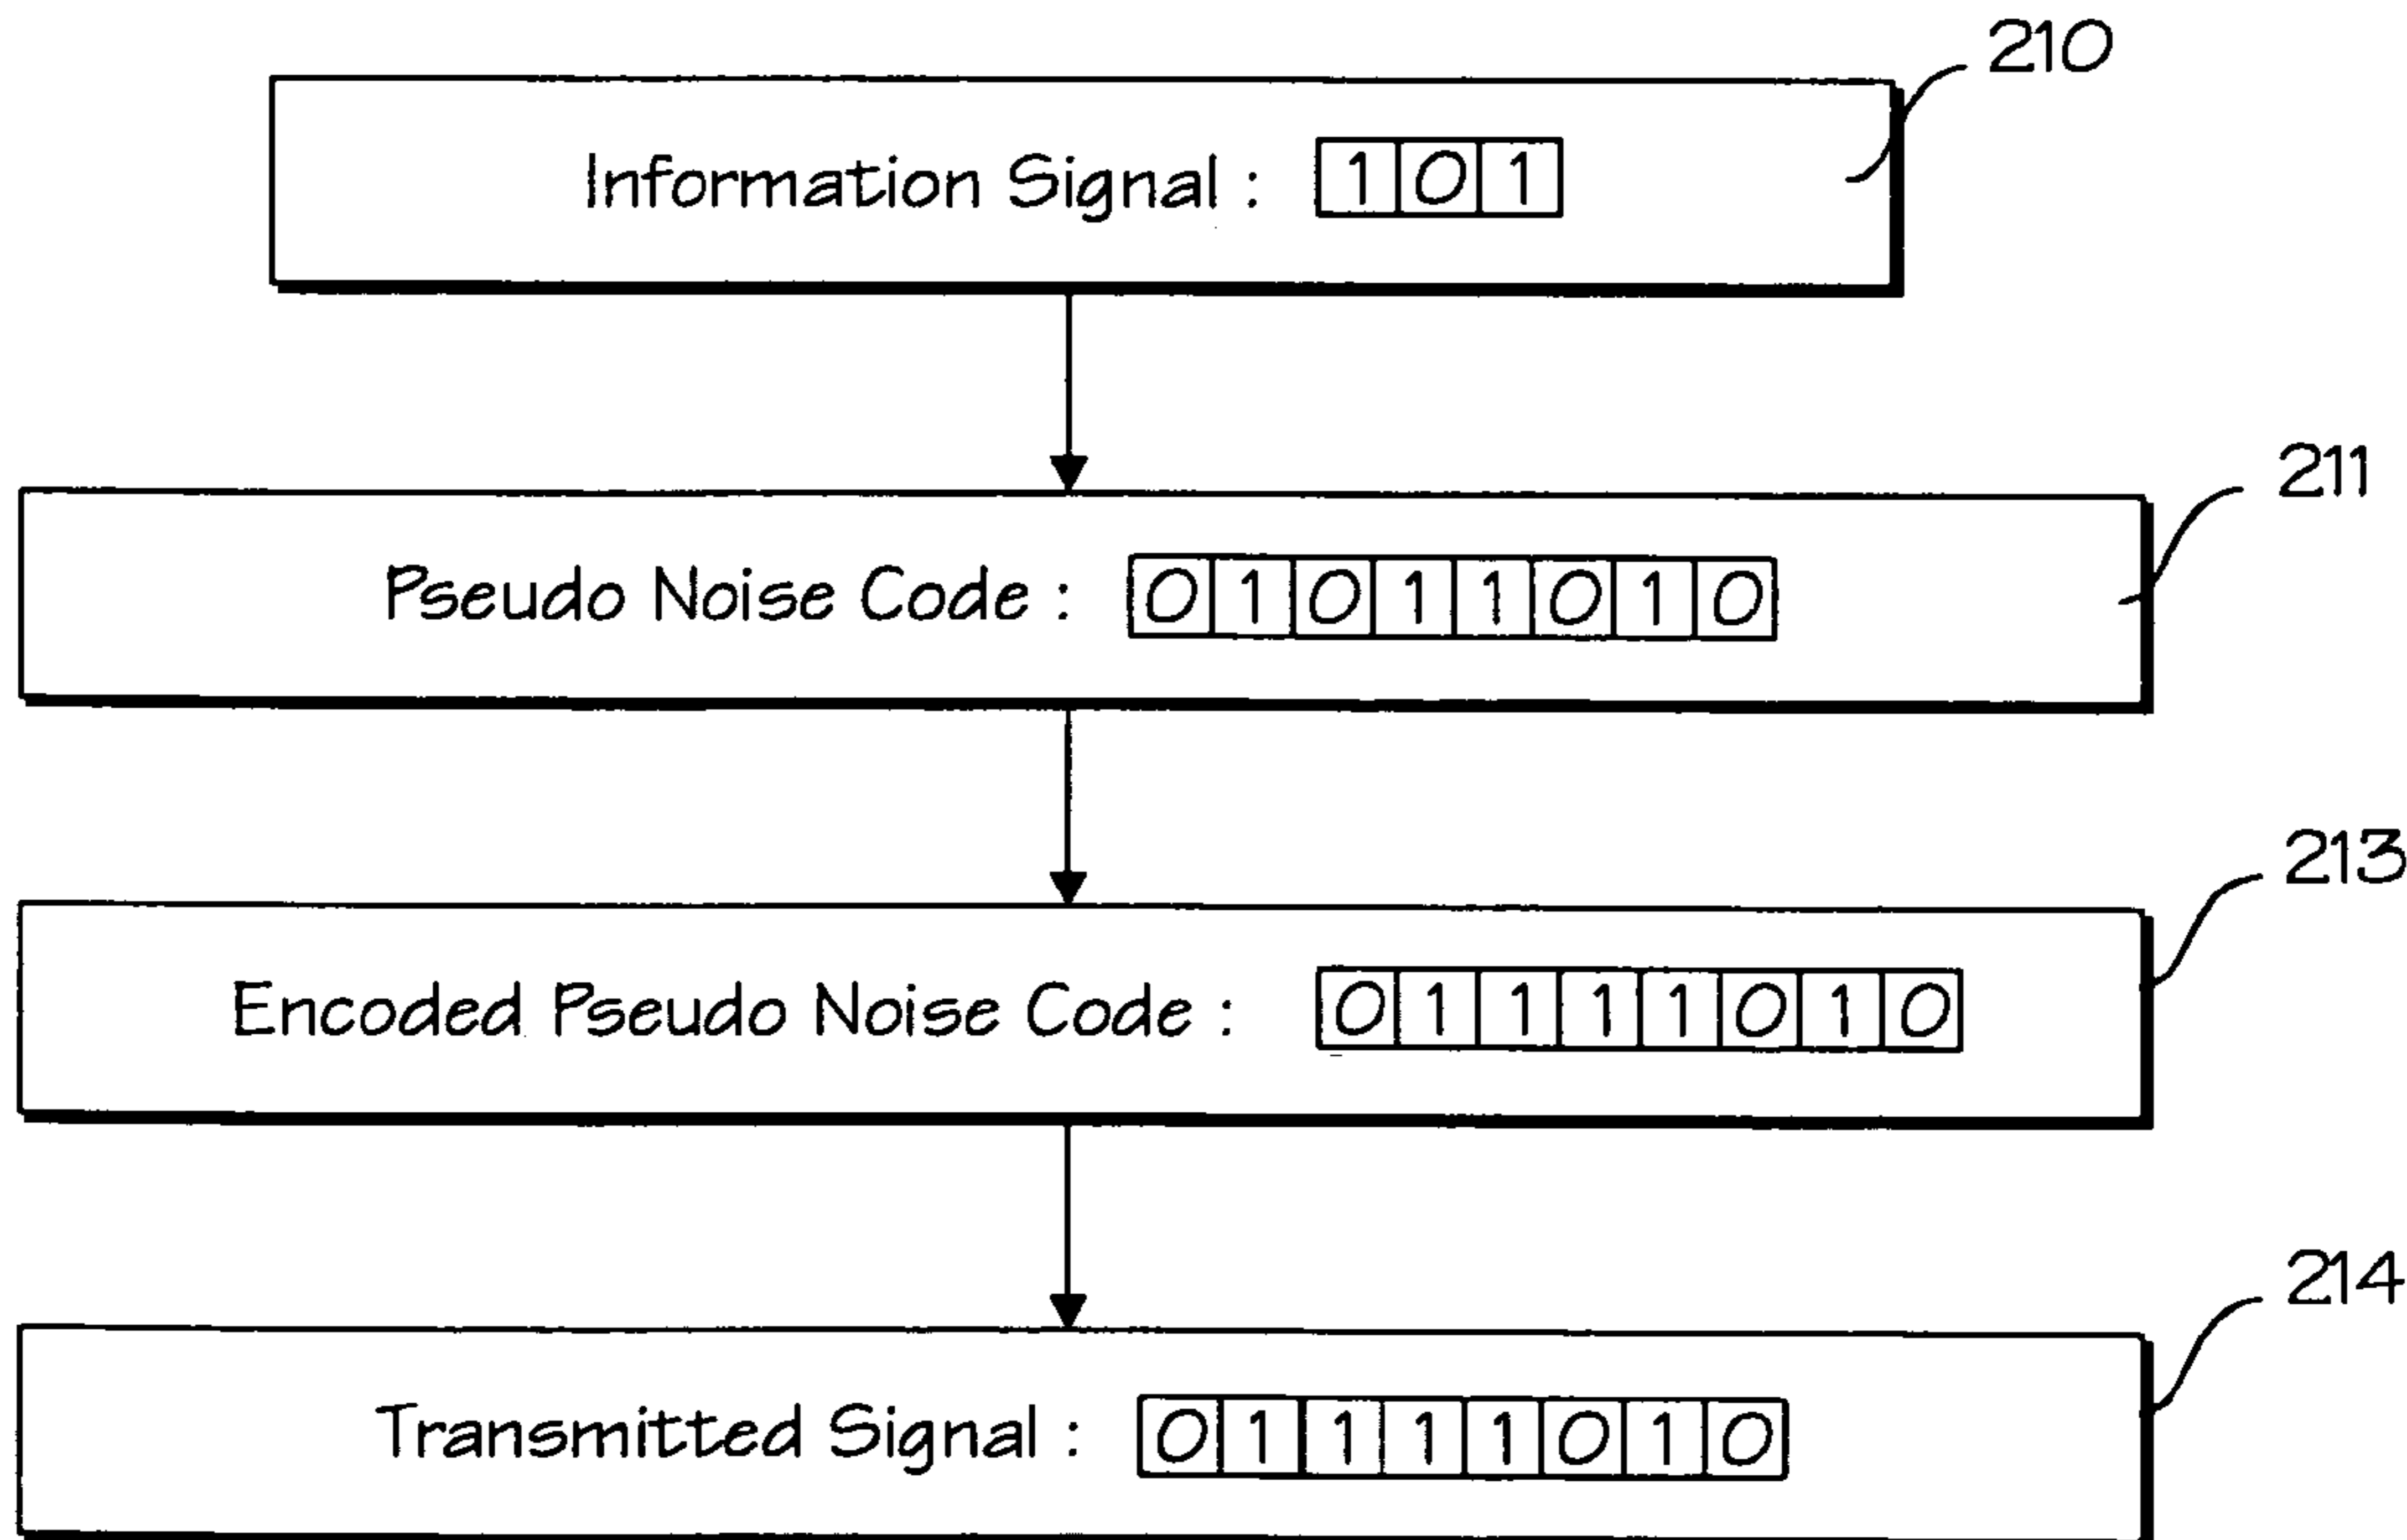 210
Information Signal : 1 0 1
211
Pseudo Noise Code : 0 1 0 1 1 0 1 0
213
Encoded Pseudo Noise Code : 0 1 1 1 1 0 1 0
214
Transmitted Signal : 0 1 1 1 1 0 1 0